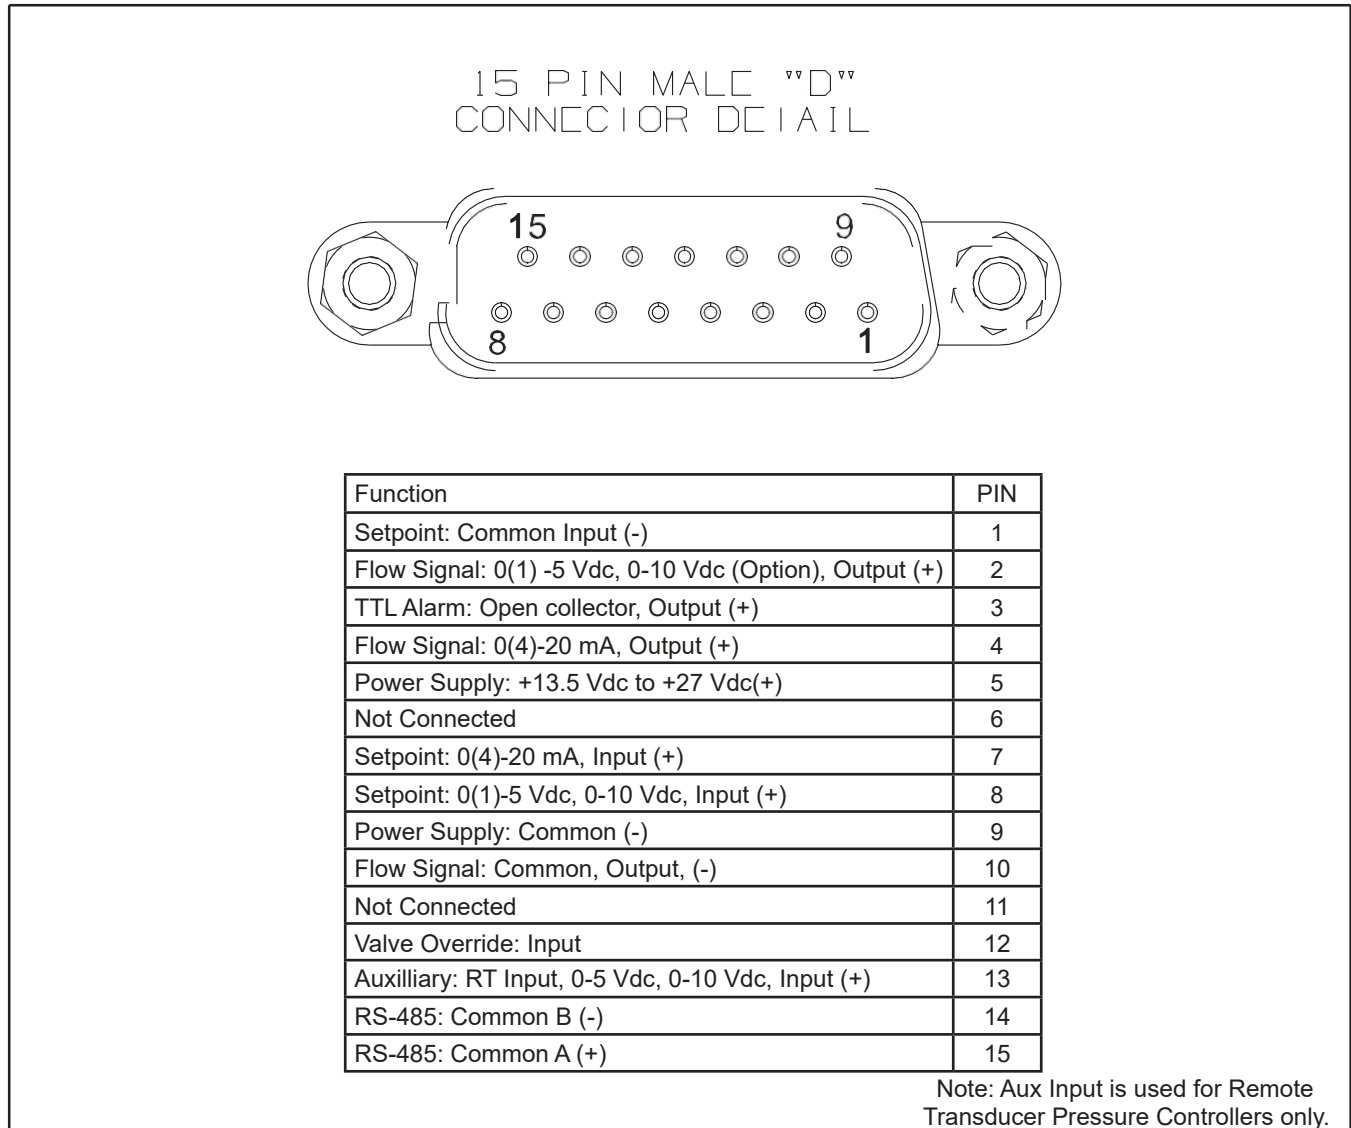 15 PIN MALE "D"
CONNECTOR DETAIL
15 9
8 1
Function PIN
Setpoint: Common Input (-) 1
Flow Signal: 0(1) -5 Vdc, 0-10 Vdc (Option), Output (+) 2
TTL Alarm: Open collector, Output (+) 3
Flow Signal: 0(4)-20 mA, Output (+) 4
Power Supply: +13.5 Vdc to +27 Vdc(+) 5
Not Connected 6
Setpoint: 0(4)-20 mA, Input (+) 7
Setpoint: 0(1)-5 Vdc, 0-10 Vdc, Input (+) 8
Power Supply: Common (-) 9
Flow Signal: Common, Output, (-) 10
Not Connected 11
Valve Override: Input 12
Auxilliary: RT Input, 0-5 Vdc, 0-10 Vdc, Input (+) 13
RS-485: Common B (-) 14
RS-485: Common A (+) 15
Note: Aux Input is used for Remote
Transducer Pressure Controllers only.